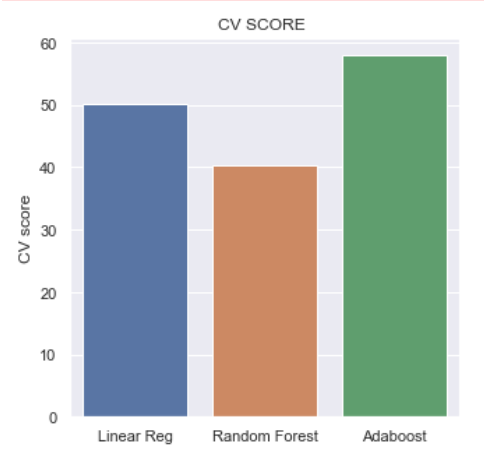 CV SCORE
60
50
40
30
20
10
0
CV score
Linear Reg
Random Forest
Adaboost